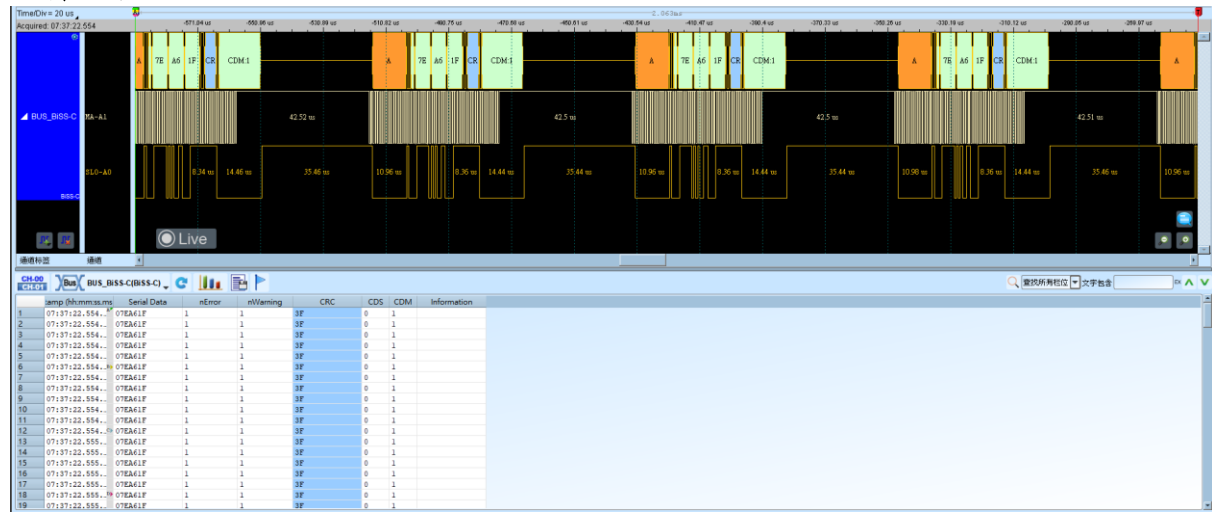 Time/Div = 20 us
Acquired: 07:37:22.554
2.063ms
-571.04 us -550.96 us -530.89 us -510.82 us -490.75 us -470.68 us -450.61 us -430.54 us -410.47 us -390.4 us -370.33 us -350.26 us -330.19 us -310.12 us -290.05 us -269.97 us
A 7E A6 1F CR CDM:1 A 7E A6 1F CR CDM:1 A 7E A6 1F CR CDM:1 A 7E A6 1F CR CDM:1 A
BUS_BiSS-C MA-A1 42.52 us 42.5 us 42.5 us 42.51 us
SLO-A0 8.34 us 14.46 us 35.46 us 10.96 us 8.36 us 14.44 us 35.44 us 10.96 us 8.36 us 14.44 us 35.44 us 10.98 us 8.36 us 14.44 us 35.46 us 10.96 us
BiSS-C
Live
通道标签 通道
CH-00 CH-01 Bus BUS_BiSS-C(BiSS-C) 查找所有栏位 文字包含
amp (hh:mm:ss.ms Serial Data nError nWarning CRC CDS CDM Information
1 07:37:22.554... 07EA61F 1 1 3F 0 1
2 07:37:22.554... 07EA61F 1 1 3F 0 1
3 07:37:22.554... 07EA61F 1 1 3F 0 1
4 07:37:22.554... 07EA61F 1 1 3F 0 1
5 07:37:22.554... 07EA61F 1 1 3F 0 1
6 07:37:22.554... 07EA61F 1 1 3F 0 1
7 07:37:22.554... 07EA61F 1 1 3F 0 1
8 07:37:22.554... 07EA61F 1 1 3F 0 1
9 07:37:22.554... 07EA61F 1 1 3F 0 1
10 07:37:22.554... 07EA61F 1 1 3F 0 1
11 07:37:22.554... 07EA61F 1 1 3F 0 1
12 07:37:22.554... 07EA61F 1 1 3F 0 1
13 07:37:22.555... 07EA61F 1 1 3F 0 1
14 07:37:22.555... 07EA61F 1 1 3F 0 1
15 07:37:22.555... 07EA61F 1 1 3F 0 1
16 07:37:22.555... 07EA61F 1 1 3F 0 1
17 07:37:22.555... 07EA61F 1 1 3F 0 1
18 07:37:22.555... 07EA61F 1 1 3F 0 1
19 07:37:22.555... 07EA61F 1 1 3F 0 1